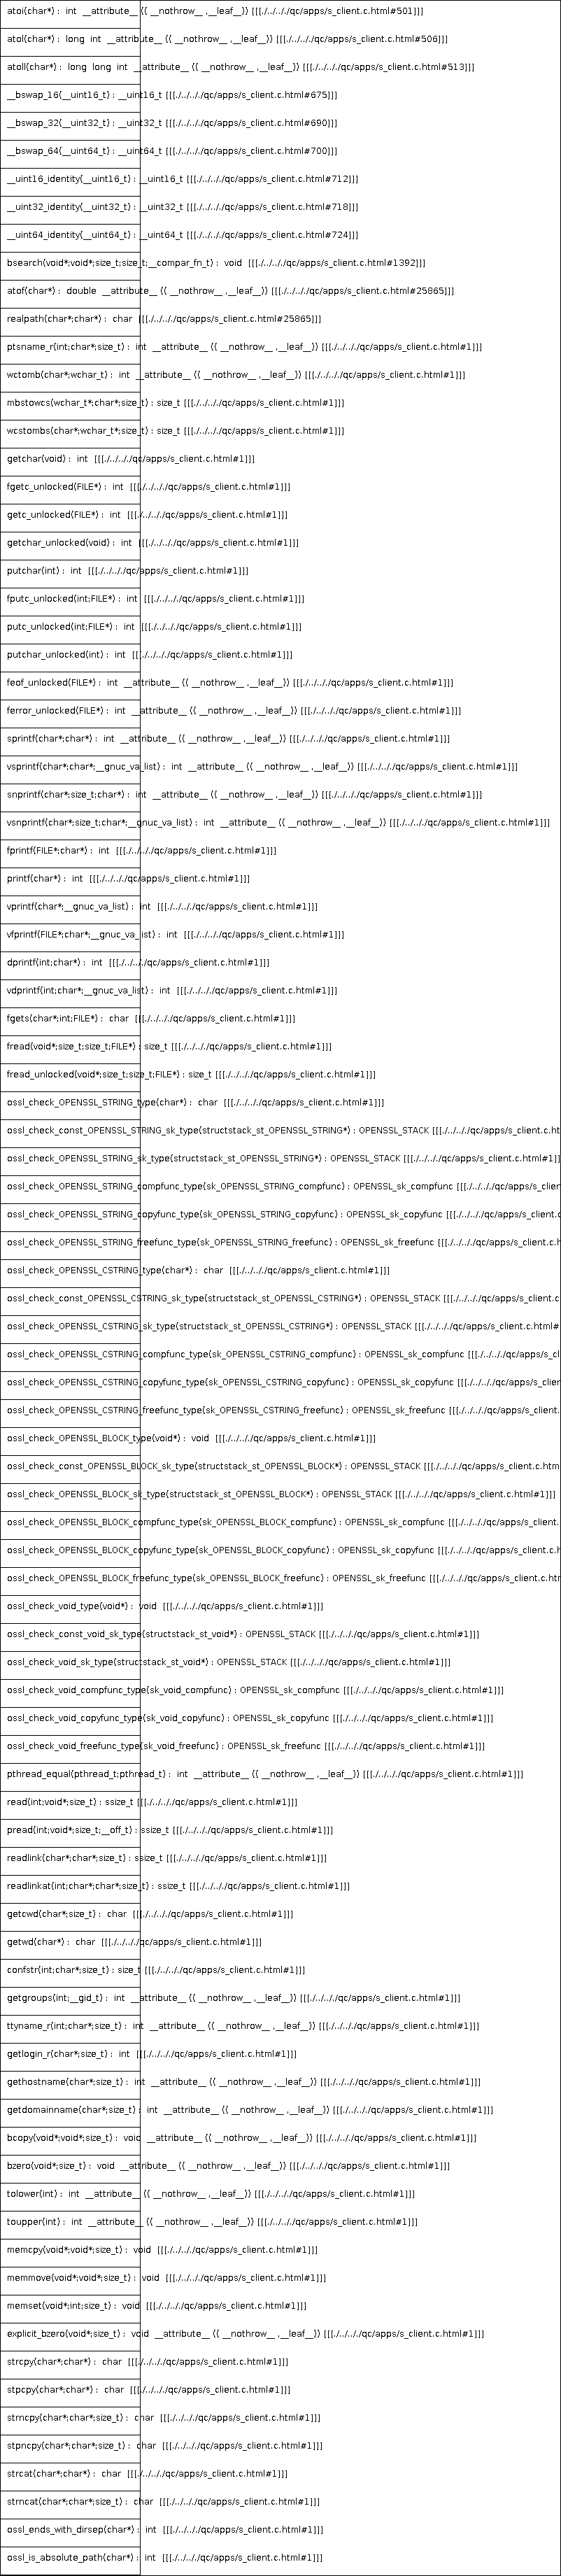 atoi(char*) :  int  __attribute__ (( __nothrow__ ,__leaf__)) [[[./../../qc/apps/s_client.c.html#501]]]
atol(char*) :  long int  __attribute__ (( __nothrow__ ,__leaf__)) [[[./../../qc/apps/s_client.c.html#506]]]
atoll(char*) :  long long int  __attribute__ (( __nothrow__ ,__leaf__)) [[[./../../qc/apps/s_client.c.html#513]]]
__bswap_16(__uint16_t) : __uint16_t [[[./../../qc/apps/s_client.c.html#675]]]
__bswap_32(__uint32_t) : __uint32_t [[[./../../qc/apps/s_client.c.html#690]]]
__bswap_64(__uint64_t) : __uint64_t [[[./../../qc/apps/s_client.c.html#700]]]
__uint16_identity(__uint16_t) : __uint16_t [[[./../../qc/apps/s_client.c.html#712]]]
__uint32_identity(__uint32_t) : __uint32_t [[[./../../qc/apps/s_client.c.html#718]]]
__uint64_identity(__uint64_t) : __uint64_t [[[./../../qc/apps/s_client.c.html#724]]]
bsearch(void*;void*;size_t;size_t;__compar_fn_t) :  void  [[[./../../qc/apps/s_client.c.html#1392]]]
atof(char*) :  double  __attribute__ (( __nothrow__ ,__leaf__)) [[[./../../qc/apps/s_client.c.html#25865]]]
realpath(char*;char*) :  char  [[[./../../qc/apps/s_client.c.html#25865]]]
ptsname_r(int;char*;size_t) :  int  __attribute__ (( __nothrow__ ,__leaf__)) [[[./../../qc/apps/s_client.c.html#1]]]
wctomb(char*;wchar_t) :  int  __attribute__ (( __nothrow__ ,__leaf__)) [[[./../../qc/apps/s_client.c.html#1]]]
mbstowcs(wchar_t*;char*;size_t) : size_t [[[./../../qc/apps/s_client.c.html#1]]]
wcstombs(char*;wchar_t*;size_t) : size_t [[[./../../qc/apps/s_client.c.html#1]]]
getchar(void) :  int  [[[./../../qc/apps/s_client.c.html#1]]]
fgetc_unlocked(FILE*) :  int  [[[./../../qc/apps/s_client.c.html#1]]]
getc_unlocked(FILE*) :  int  [[[./../../qc/apps/s_client.c.html#1]]]
getchar_unlocked(void) :  int  [[[./../../qc/apps/s_client.c.html#1]]]
putchar(int) :  int  [[[./../../qc/apps/s_client.c.html#1]]]
fputc_unlocked(int;FILE*) :  int  [[[./../../qc/apps/s_client.c.html#1]]]
putc_unlocked(int;FILE*) :  int  [[[./../../qc/apps/s_client.c.html#1]]]
putchar_unlocked(int) :  int  [[[./../../qc/apps/s_client.c.html#1]]]
feof_unlocked(FILE*) :  int  __attribute__ (( __nothrow__ ,__leaf__)) [[[./../../qc/apps/s_client.c.html#1]]]
ferror_unlocked(FILE*) :  int  __attribute__ (( __nothrow__ ,__leaf__)) [[[./../../qc/apps/s_client.c.html#1]]]
sprintf(char*;char*) :  int  __attribute__ (( __nothrow__ ,__leaf__)) [[[./../../qc/apps/s_client.c.html#1]]]
vsprintf(char*;char*;__gnuc_va_list) :  int  __attribute__ (( __nothrow__ ,__leaf__)) [[[./../../qc/apps/s_client.c.html#1]]]
snprintf(char*;size_t;char*) :  int  __attribute__ (( __nothrow__ ,__leaf__)) [[[./../../qc/apps/s_client.c.html#1]]]
vsnprintf(char*;size_t;char*;__gnuc_va_list) :  int  __attribute__ (( __nothrow__ ,__leaf__)) [[[./../../qc/apps/s_client.c.html#1]]]
fprintf(FILE*;char*) :  int  [[[./../../qc/apps/s_client.c.html#1]]]
printf(char*) :  int  [[[./../../qc/apps/s_client.c.html#1]]]
vprintf(char*;__gnuc_va_list) :  int  [[[./../../qc/apps/s_client.c.html#1]]]
vfprintf(FILE*;char*;__gnuc_va_list) :  int  [[[./../../qc/apps/s_client.c.html#1]]]
dprintf(int;char*) :  int  [[[./../../qc/apps/s_client.c.html#1]]]
vdprintf(int;char*;__gnuc_va_list) :  int  [[[./../../qc/apps/s_client.c.html#1]]]
fgets(char*;int;FILE*) :  char  [[[./../../qc/apps/s_client.c.html#1]]]
fread(void*;size_t;size_t;FILE*) : size_t [[[./../../qc/apps/s_client.c.html#1]]]
fread_unlocked(void*;size_t;size_t;FILE*) : size_t [[[./../../qc/apps/s_client.c.html#1]]]
ossl_check_OPENSSL_STRING_type(char*) :  char  [[[./../../qc/apps/s_client.c.html#1]]]
ossl_check_const_OPENSSL_STRING_sk_type(structstack_st_OPENSSL_STRING*) : OPENSSL_STACK [[[./../../qc/apps/s_client.c.ht
ossl_check_OPENSSL_STRING_sk_type(structstack_st_OPENSSL_STRING*) : OPENSSL_STACK [[[./../../qc/apps/s_client.c.html#1]]]
ossl_check_OPENSSL_STRING_compfunc_type(sk_OPENSSL_STRING_compfunc) : OPENSSL_sk_compfunc [[[./../../qc/apps/s_clien
ossl_check_OPENSSL_STRING_copyfunc_type(sk_OPENSSL_STRING_copyfunc) : OPENSSL_sk_copyfunc [[[./../../qc/apps/s_client.c
ossl_check_OPENSSL_STRING_freefunc_type(sk_OPENSSL_STRING_freefunc) : OPENSSL_sk_freefunc [[[./../../qc/apps/s_client.c.h
ossl_check_OPENSSL_CSTRING_type(char*) :  char  [[[./../../qc/apps/s_client.c.html#1]]]
ossl_check_const_OPENSSL_CSTRING_sk_type(structstack_st_OPENSSL_CSTRING*) : OPENSSL_STACK [[[./../../qc/apps/s_client.c
ossl_check_OPENSSL_CSTRING_sk_type(structstack_st_OPENSSL_CSTRING*) : OPENSSL_STACK [[[./../../qc/apps/s_client.c.html#
ossl_check_OPENSSL_CSTRING_compfunc_type(sk_OPENSSL_CSTRING_compfunc) : OPENSSL_sk_compfunc [[[./../../qc/apps/s_cl
ossl_check_OPENSSL_CSTRING_copyfunc_type(sk_OPENSSL_CSTRING_copyfunc) : OPENSSL_sk_copyfunc [[[./../../qc/apps/s_clien
ossl_check_OPENSSL_CSTRING_freefunc_type(sk_OPENSSL_CSTRING_freefunc) : OPENSSL_sk_freefunc [[[./../../qc/apps/s_client.
ossl_check_OPENSSL_BLOCK_type(void*) :  void  [[[./../../qc/apps/s_client.c.html#1]]]
ossl_check_const_OPENSSL_BLOCK_sk_type(structstack_st_OPENSSL_BLOCK*) : OPENSSL_STACK [[[./../../qc/apps/s_client.c.htm
ossl_check_OPENSSL_BLOCK_sk_type(structstack_st_OPENSSL_BLOCK*) : OPENSSL_STACK [[[./../../qc/apps/s_client.c.html#1]]]
ossl_check_OPENSSL_BLOCK_compfunc_type(sk_OPENSSL_BLOCK_compfunc) : OPENSSL_sk_compfunc [[[./../../qc/apps/s_client.
ossl_check_OPENSSL_BLOCK_copyfunc_type(sk_OPENSSL_BLOCK_copyfunc) : OPENSSL_sk_copyfunc [[[./../../qc/apps/s_client.c.h
ossl_check_OPENSSL_BLOCK_freefunc_type(sk_OPENSSL_BLOCK_freefunc) : OPENSSL_sk_freefunc [[[./../../qc/apps/s_client.c.htr
ossl_check_void_type(void*) :  void  [[[./../../qc/apps/s_client.c.html#1]]]
ossl_check_const_void_sk_type(structstack_st_void*) : OPENSSL_STACK [[[./../../qc/apps/s_client.c.html#1]]]
ossl_check_void_sk_type(structstack_st_void*) : OPENSSL_STACK [[[./../../qc/apps/s_client.c.html#1]]]
ossl_check_void_compfunc_type(sk_void_compfunc) : OPENSSL_sk_compfunc [[[./../../qc/apps/s_client.c.html#1]]]
ossl_check_void_copyfunc_type(sk_void_copyfunc) : OPENSSL_sk_copyfunc [[[./../../qc/apps/s_client.c.html#1]]]
ossl_check_void_freefunc_type(sk_void_freefunc) : OPENSSL_sk_freefunc [[[./../../qc/apps/s_client.c.html#1]]]
pthread_equal(pthread_t;pthread_t) :  int  __attribute__ (( __nothrow__ ,__leaf__)) [[[./../../qc/apps/s_client.c.html#1]]]
read(int;void*;size_t) : ssize_t [[[./../../qc/apps/s_client.c.html#1]]]
pread(int;void*;size_t;__off_t) : ssize_t [[[./../../qc/apps/s_client.c.html#1]]]
readlink(char*;char*;size_t) : ssize_t [[[./../../qc/apps/s_client.c.html#1]]]
readlinkat(int;char*;char*;size_t) : ssize_t [[[./../../qc/apps/s_client.c.html#1]]]
getcwd(char*;size_t) :  char  [[[./../../qc/apps/s_client.c.html#1]]]
getwd(char*) :  char  [[[./../../qc/apps/s_client.c.html#1]]]
confstr(int;char*;size_t) : size_t [[[./../../qc/apps/s_client.c.html#1]]]
getgroups(int;__gid_t) :  int  __attribute__ (( __nothrow__ ,__leaf__)) [[[./../../qc/apps/s_client.c.html#1]]]
ttyname_r(int;char*;size_t) :  int  __attribute__ (( __nothrow__ ,__leaf__)) [[[./../../qc/apps/s_client.c.html#1]]]
getlogin_r(char*;size_t) :  int  [[[./../../qc/apps/s_client.c.html#1]]]
gethostname(char*;size_t) :  int  __attribute__ (( __nothrow__ ,__leaf__)) [[[./../../qc/apps/s_client.c.html#1]]]
getdomainname(char*;size_t) :  int  __attribute__ (( __nothrow__ ,__leaf__)) [[[./../../qc/apps/s_client.c.html#1]]]
bcopy(void*;void*;size_t) :  void  __attribute__ (( __nothrow__ ,__leaf__)) [[[./../../qc/apps/s_client.c.html#1]]]
bzero(void*;size_t) :  void  __attribute__ (( __nothrow__ ,__leaf__)) [[[./../../qc/apps/s_client.c.html#1]]]
tolower(int) :  int  __attribute__ (( __nothrow__ ,__leaf__)) [[[./../../qc/apps/s_client.c.html#1]]]
toupper(int) :  int  __attribute__ (( __nothrow__ ,__leaf__)) [[[./../../qc/apps/s_client.c.html#1]]]
memcpy(void*;void*;size_t) :  void  [[[./../../qc/apps/s_client.c.html#1]]]
memmove(void*;void*;size_t) :  void  [[[./../../qc/apps/s_client.c.html#1]]]
memset(void*;int;size_t) :  void  [[[./../../qc/apps/s_client.c.html#1]]]
explicit_bzero(void*;size_t) :  void  __attribute__ (( __nothrow__ ,__leaf__)) [[[./../../qc/apps/s_client.c.html#1]]]
strcpy(char*;char*) :  char  [[[./../../qc/apps/s_client.c.html#1]]]
stpcpy(char*;char*) :  char  [[[./../../qc/apps/s_client.c.html#1]]]
strncpy(char*;char*;size_t) :  char  [[[./../../qc/apps/s_client.c.html#1]]]
stpncpy(char*;char*;size_t) :  char  [[[./../../qc/apps/s_client.c.html#1]]]
strcat(char*;char*) :  char  [[[./../../qc/apps/s_client.c.html#1]]]
strncat(char*;char*;size_t) :  char  [[[./../../qc/apps/s_client.c.html#1]]]
ossl_ends_with_dirsep(char*) :  int  [[[./../../qc/apps/s_client.c.html#1]]]
ossl_is_absolute_path(char*) :  int  [[[./../../qc/apps/s_client.c.html#1]]]